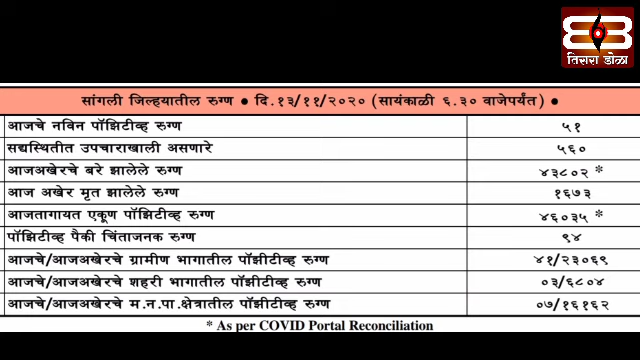 तिसरा डोळा
सांगली जिल्हयातील रुग्ण ● दि.१३/११/२०२० (सायंकाळी ६.३० वाजेपर्यंत) ●
आजचे नविन पॉझिटीव्ह रुग्ण ५१
सद्यस्थितीत उपचाराखाली असणारे ५६०
आजअखेरचे बरे झालेले रुग्ण ४३८०२ *
आज अखेर मृत झालेले रुग्ण १६७३
आजतागायत एकूण पॉझिटीव्ह रुग्ण ४६०३५ *
पॉझिटीव्ह पैकी चिंताजनक रुग्ण ९४
आजचे/आजअखेरचे ग्रामीण भागातील पॉझीटीव्ह रुग्ण ४१/२३०६९
आजचे/आजअखेरचे शहरी भागातील पॉझीटीव्ह रुग्ण ०३/६८०४
आजचे/आजअखेरचे म.न.पा.क्षेत्रातील पॉझीटीव्ह रुग्ण ०७/१६१६२
* As per COVID Portal Reconciliation